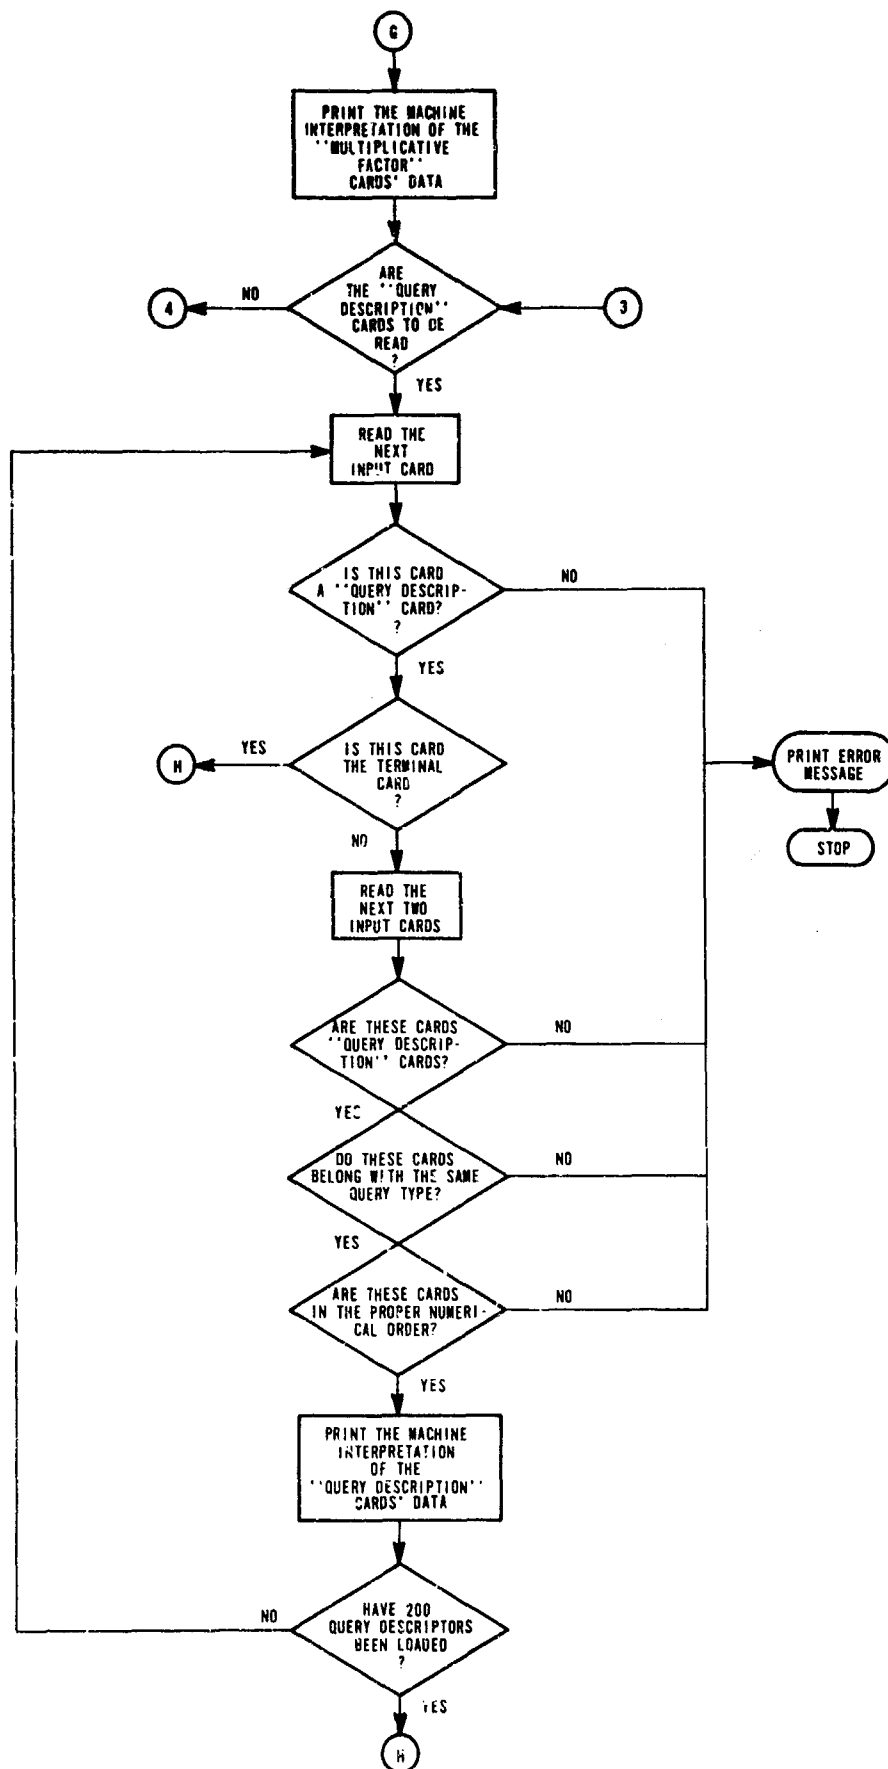 G
PRINT THE MACHINE
INTERPRETATION OF THE
''MULTIPLICATIVE
FACTOR''
CARDS' DATA
ARE
THE ''QUERY
DESCRIPTION''
CARDS TO BE
READ
?
NO
4
3
YES
READ THE
NEXT
INPUT CARD
IS THIS CARD
A ''QUERY DESCRIP-
TION'' CARD?
?
NO
YES
IS THIS CARD
THE TERMINAL
CARD
?
YES
H
NO
PRINT ERROR
MESSAGE
STOP
READ THE
NEXT TWO
INPUT CARDS
ARE THESE CARDS
''QUERY DESCRIP-
TION'' CARDS?
NO
YES
DO THESE CARDS
BELONG WITH THE SAME
QUERY TYPE?
NO
YES
ARE THESE CARDS
IN THE PROPER NUMERI-
CAL ORDER?
NO
YES
PRINT THE MACHINE
INTERPRETATION
OF THE
''QUERY DESCRIPTION''
CARDS' DATA
HAVE 200
QUERY DESCRIPTORS
BEEN LOADED
?
NO
YES
H